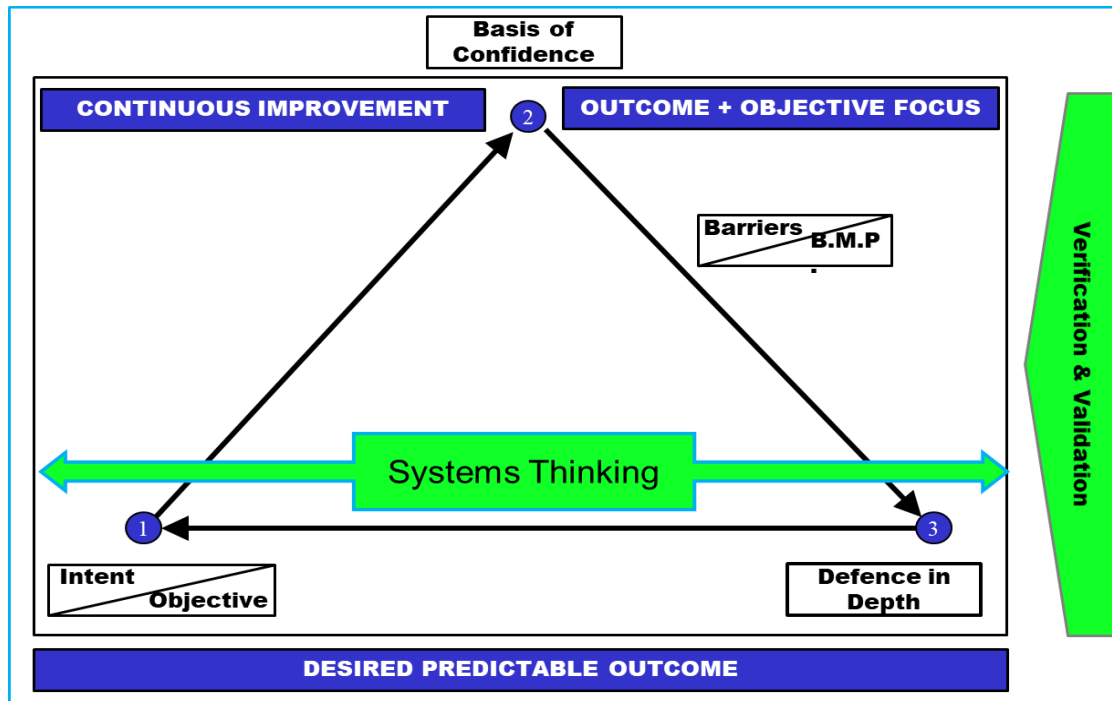 Basis of
Confidence
CONTINUOUS IMPROVEMENT
2
OUTCOME + OBJECTIVE FOCUS
Barriers
B.M.P
.
Verification & Validation
Systems Thinking
1
3
Intent
Objective
Defence in
Depth
DESIRED PREDICTABLE OUTCOME